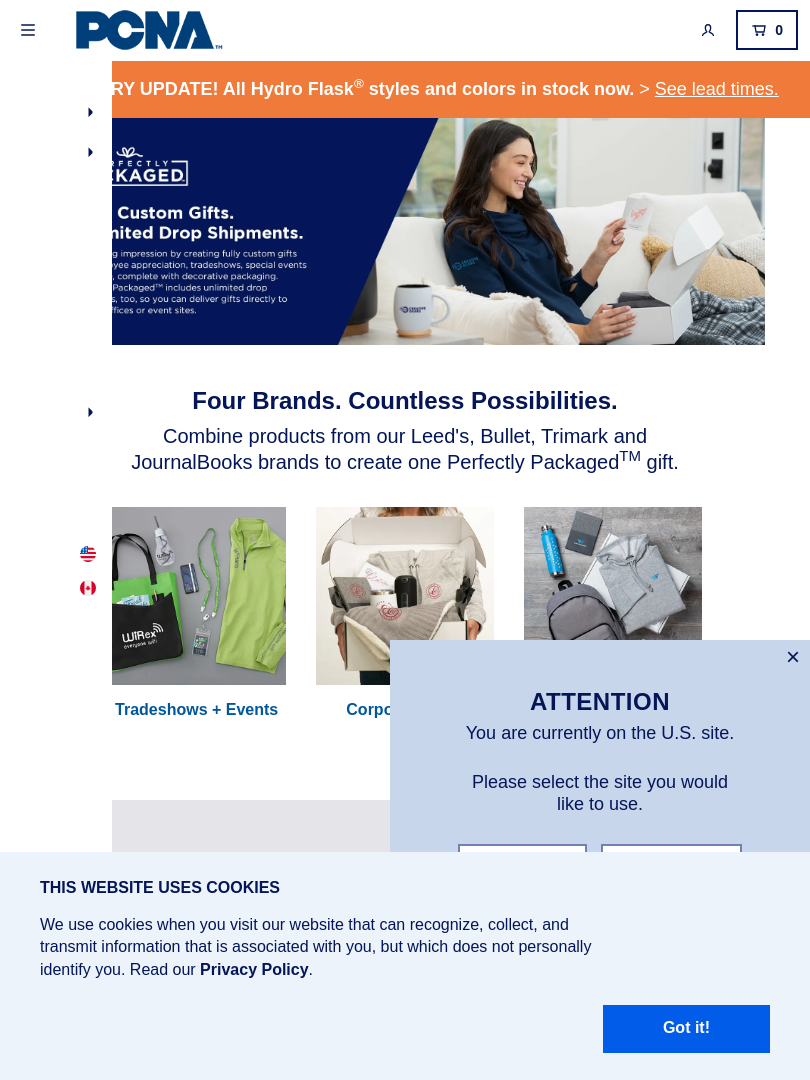 PCNA™
0
RY UPDATE! All Hydro Flask® styles and colors in stock now. > See lead times.
CKAGED
Custom Gifts.
ited Drop Shipments.
impression by creating fully custom gifts
yee appreciation, tradeshows, special events
, complete with decorative packaging.
Packaged™ includes unlimited drop
s, too, so you can deliver gifts directly to
ffices or event sites.
Four Brands. Countless Possibilities.
Combine products from our Leed's, Bullet, Trimark and
JournalBooks brands to create one Perfectly Packaged™ gift.
WiRex
everyone wifi
Tradeshows + Events
Corpo
×
ATTENTION
You are currently on the U.S. site.
Please select the site you would
like to use.
THIS WEBSITE USES COOKIES
We use cookies when you visit our website that can recognize, collect, and
transmit information that is associated with you, but which does not personally
identify you. Read our Privacy Policy.
Got it!